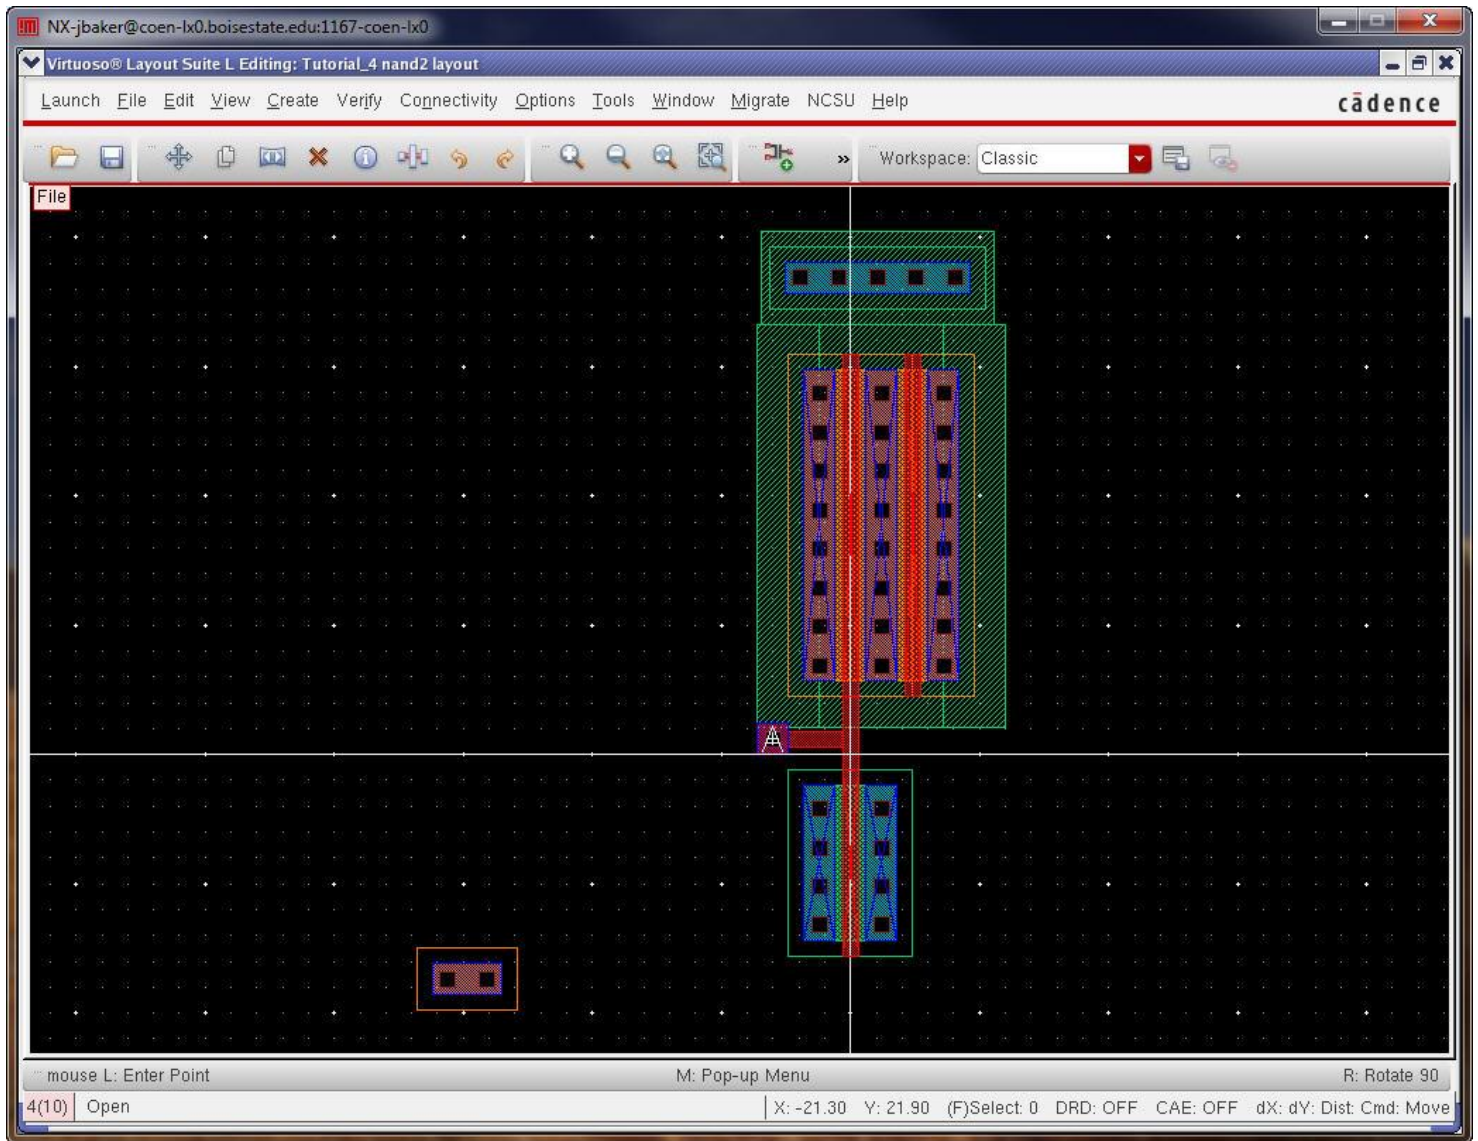 NX-jbaker@coen-lx0.boisestate.edu:1167-coen-lx0
Virtuoso® Layout Suite L Editing: Tutorial_4 nand2 layout
Launch File Edit View Create Verify Connectivity Options Tools Window Migrate NCSU Help cādence
» Workspace: Classic
File
A
mouse L: Enter Point M: Pop-up Menu R: Rotate 90
4(10) Open X: -21.30 Y: 21.90 (F)Select: 0 DRD: OFF CAE: OFF dX: dY: Dist: Cmd: Move